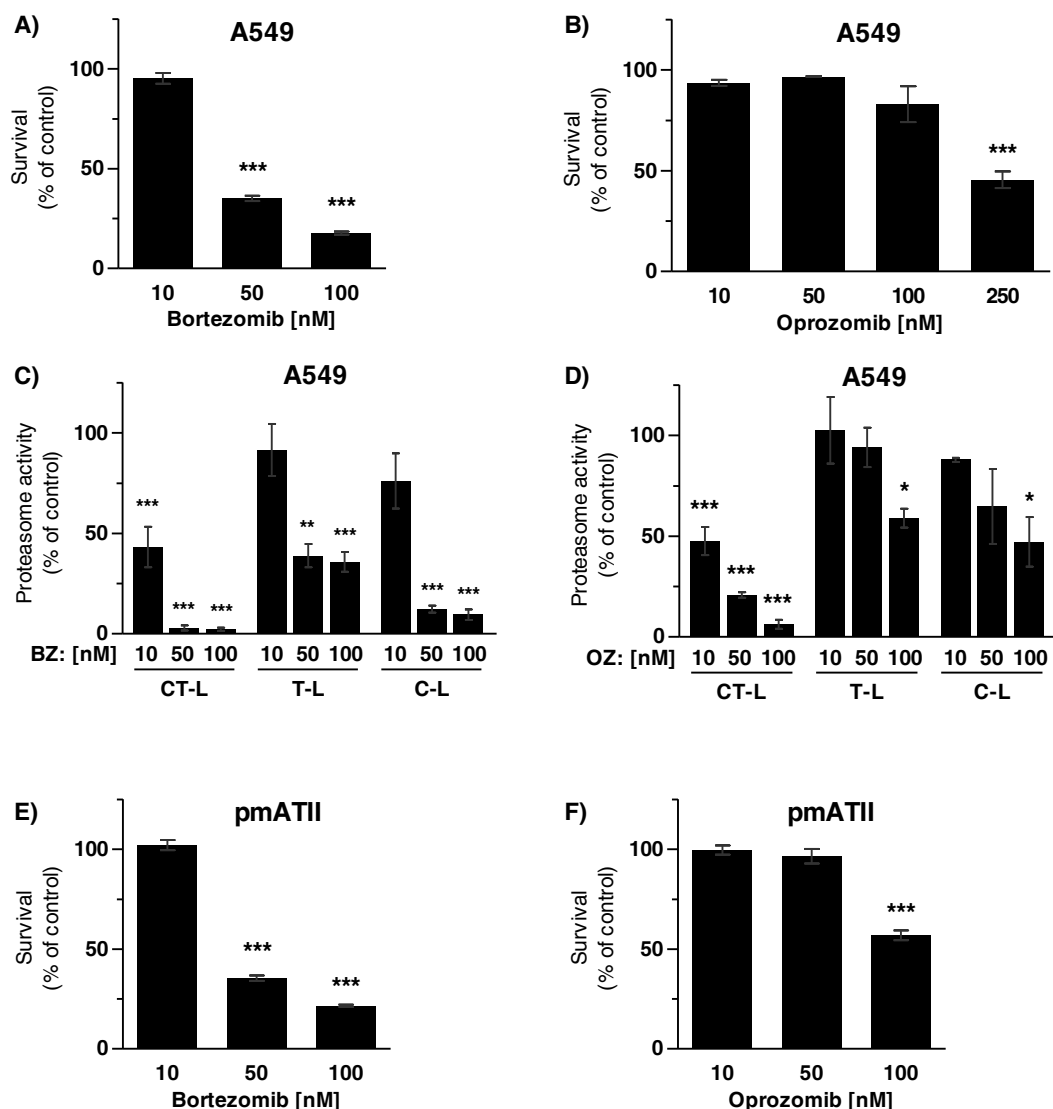 A)
A549
Survival
(% of control)
100
50
0
***
***
10 50 100
Bortezomib [nM]
B)
A549
Survival
(% of control)
100
50
0
***
10 50 100 250
Oprozomib [nM]
C)
A549
Proteasome activity
(% of control)
100
50
0
***
***
***
**
***
***
***
BZ: [nM] 10 50 100 10 50 100 10 50 100
CT-L T-L C-L
D)
A549
Proteasome activity
(% of control)
100
50
0
***
***
***
*
*
OZ: [nM] 10 50 100 10 50 100 10 50 100
CT-L T-L C-L
E)
pmATII
Survival
(% of control)
100
50
0
***
***
10 50 100
Bortezomib [nM]
F)
pmATII
Survival
(% of control)
100
50
0
***
10 50 100
Oprozomib [nM]